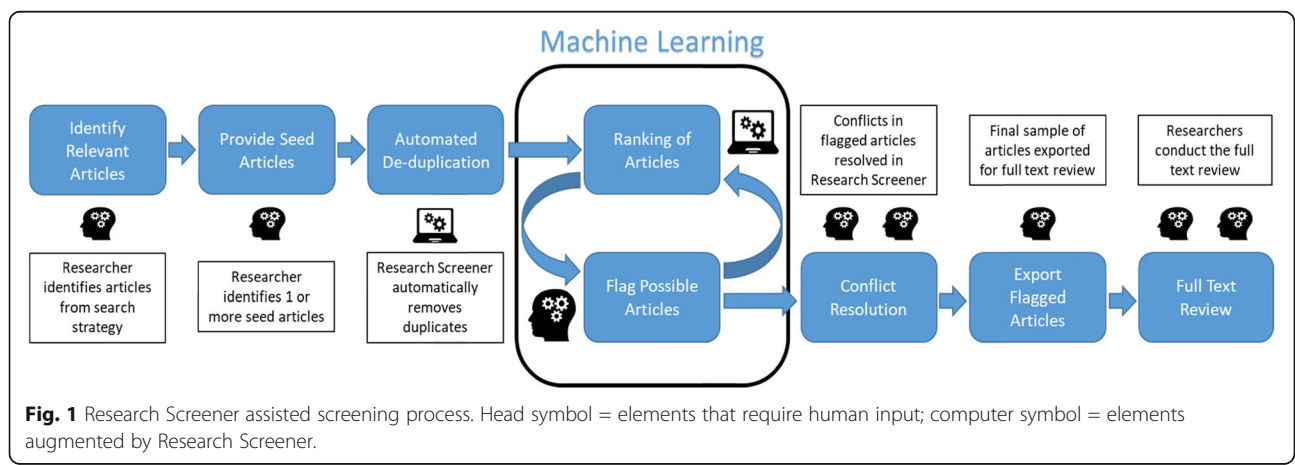 Machine Learning
Identify
Relevant
Articles
Provide Seed
Articles
Automated
De-duplication
Ranking of
Articles
Conflicts in
flagged articles
resolved in
Research Screener
Final sample of
articles exported
for full text review
Researchers
conduct the full
text review
Researcher
identifies articles
from search
strategy
Researcher
identifies 1 or
more seed articles
Research Screener
automatically
removes
duplicates
Flag Possible
Articles
Conflict
Resolution
Export
Flagged
Articles
Full Text
Review
Fig. 1 Research Screener assisted screening process. Head symbol = elements that require human input; computer symbol = elements
augmented by Research Screener.